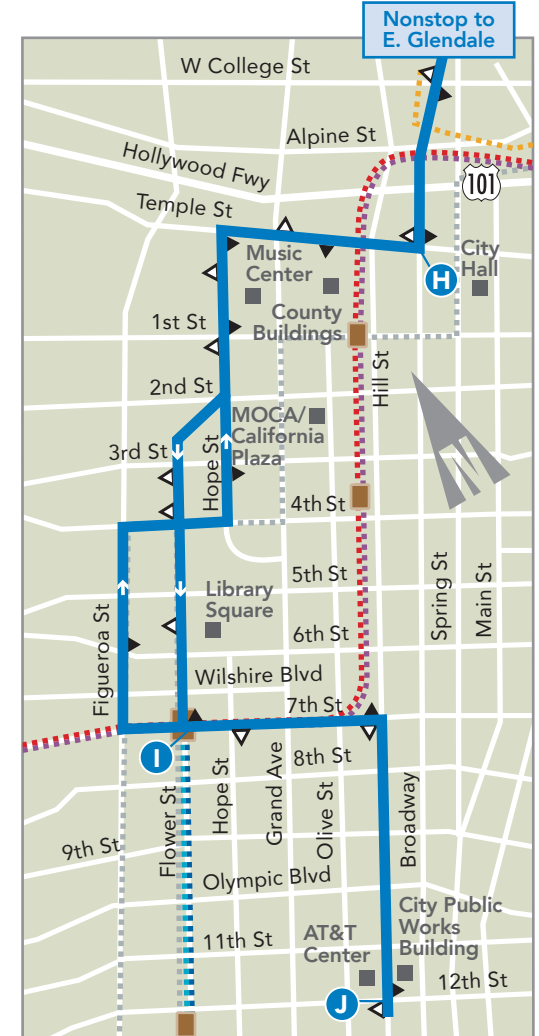 Nonstop to
E. Glendale
W College St
Alpine St
Hollywood Fwy
101
Temple St
Music
Center
City
Hall
H
County
Buildings
1st St
Hill St
2nd St
MOCA/
California
Plaza
3rd St
Hope St
4th St
5th St
Spring St
Main St
Library
Square
6th St
Figueroa St
Wilshire Blvd
7th St
I
8th St
Flower St
Hope St
Grand Ave
Olive St
Broadway
9th St
Olympic Blvd
City Public
Works
Building
AT&T
Center
11th St
12th St
J